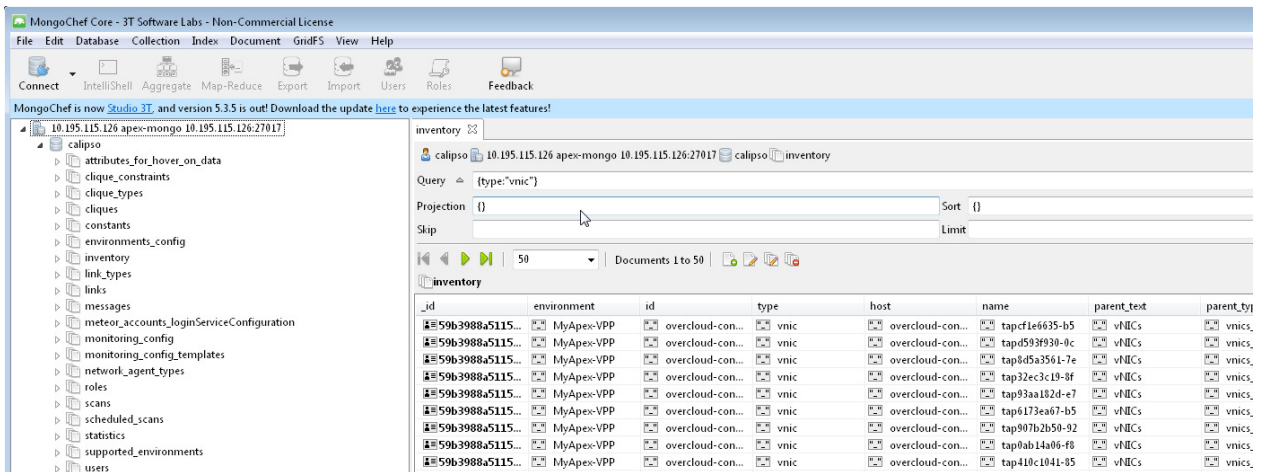 MongoChef Core - 3T Software Labs - Non-Commercial License
File Edit Database Collection Index Document GridFS View Help
Connect IntelliShell Aggregate Map-Reduce Export Import Users Roles Feedback
MongoChef is now Studio 3T, and version 5.3.5 is out! Download the update here to experience the latest features!
10.195.115.126 apex-mongo 10.195.115.126:27017
calipso
attributes_for_hover_on_data
clique_constraints
clique_types
cliques
constants
environments_config
inventory
link_types
links
messages
meteor_accounts_loginServiceConfiguration
monitoring_config
monitoring_config_templates
network_agent_types
roles
scans
scheduled_scans
statistics
supported_environments
users
inventory
calipso 10.195.115.126 apex-mongo 10.195.115.126:27017 calipso inventory
Query {type:"vnic"}
Projection {} Sort {}
Skip Limit
50 Documents 1 to 50
inventory
_id environment id type host name parent_text parent_typ
59b3988a5115... MyApex-VPP overcloud-con... vnic overcloud-con... tapcf1e6635-b5 vNICs vnics_
59b3988a5115... MyApex-VPP overcloud-con... vnic overcloud-con... tapd593f930-0c vNICs vnics_
59b3988a5115... MyApex-VPP overcloud-con... vnic overcloud-con... tap8d5a3561-7e vNICs vnics_
59b3988a5115... MyApex-VPP overcloud-con... vnic overcloud-con... tap32ec3c19-8f vNICs vnics_
59b3988a5115... MyApex-VPP overcloud-con... vnic overcloud-con... tap93aa182d-e7 vNICs vnics_
59b3988a5115... MyApex-VPP overcloud-con... vnic overcloud-con... tap6173ea67-b5 vNICs vnics_
59b3988a5115... MyApex-VPP overcloud-con... vnic overcloud-con... tap907b2b50-92 vNICs vnics_
59b3988a5115... MyApex-VPP overcloud-con... vnic overcloud-con... tap0ab14a06-f8 vNICs vnics_
59b3988a5115... MyApex-VPP overcloud-con... vnic overcloud-con... tap410c1041-85 vNICs vnics_